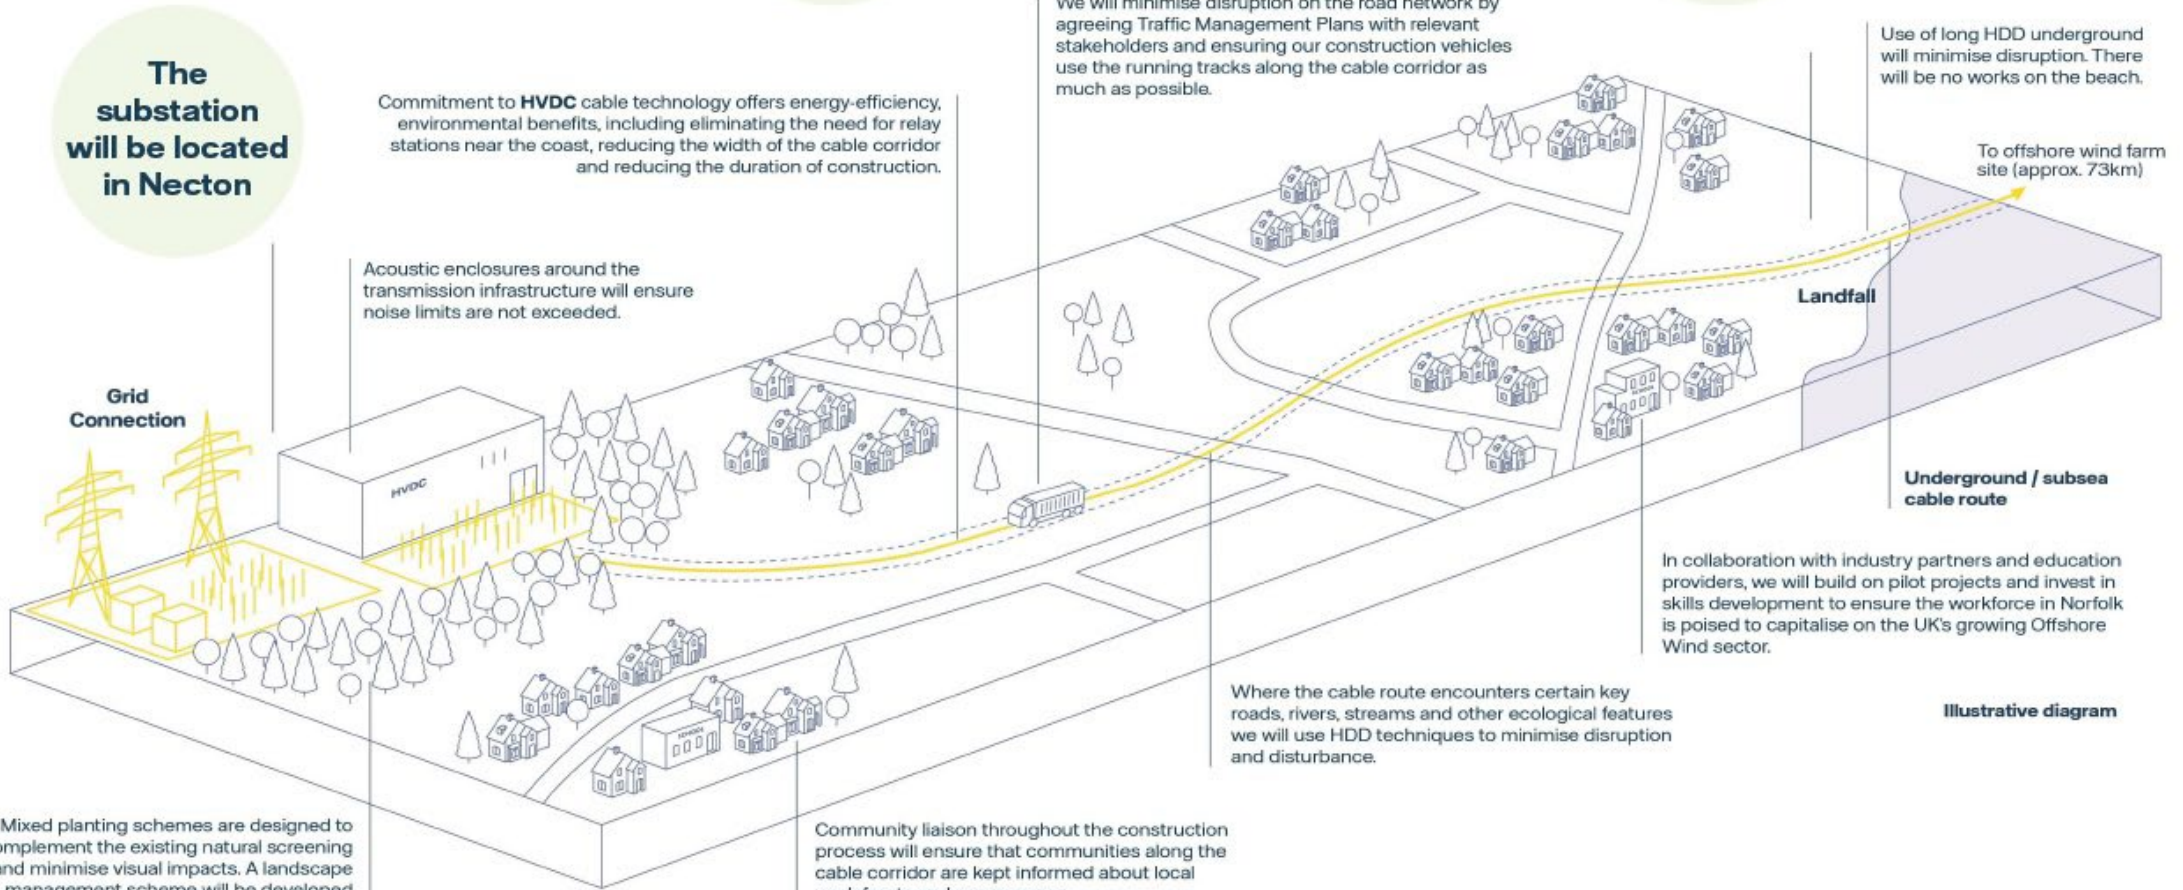 The
substation
will be located
in Necton
Commitment to HVDC cable technology offers energy-efficiency,
environmental benefits, including eliminating the need for relay
stations near the coast, reducing the width of the cable corridor
and reducing the duration of construction.
We will minimise disruption on the road network by
agreeing Traffic Management Plans with relevant
stakeholders and ensuring our construction vehicles
use the running tracks along the cable corridor as
much as possible.
Use of long HDD underground
will minimise disruption. There
will be no works on the beach.
To offshore wind farm
site (approx. 73km)
Acoustic enclosures around the
transmission infrastructure will ensure
noise limits are not exceeded.
Landfall
Grid
Connection
HVDC
SCHOOL
Underground / subsea
cable route
In collaboration with industry partners and education
providers, we will build on pilot projects and invest in
skills development to ensure the workforce in Norfolk
is poised to capitalise on the UK's growing Offshore
Wind sector.
Where the cable route encounters certain key
roads, rivers, streams and other ecological features
we will use HDD techniques to minimise disruption
and disturbance.
Illustrative diagram
SCHOOL
Mixed planting schemes are designed to
omplement the existing natural screening
nd minimise visual impacts. A landscape
management scheme will be developed
Community liaison throughout the construction
process will ensure that communities along the
cable corridor are kept informed about local